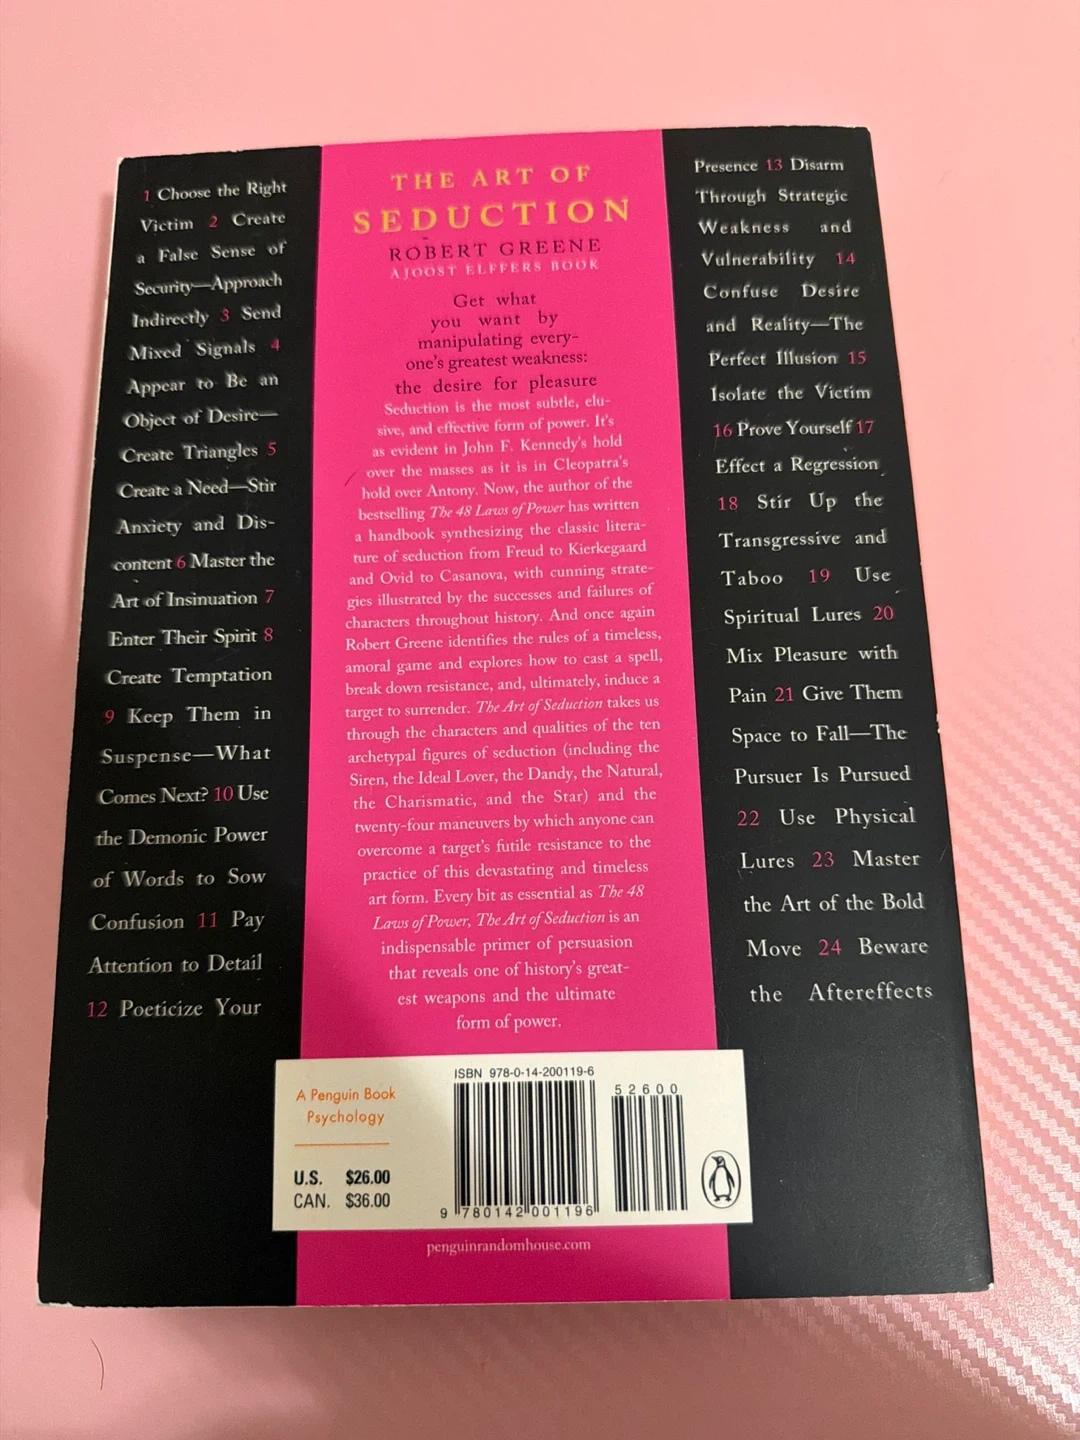 1 Choose the Right
Victim 2 Create
a False Sense of
Security—Approach
Indirectly 3 Send
Mixed Signals 4
Appear to Be an
Object of Desire—
Create Triangles 5
Create a Need—Stir
Anxiety and Dis-
content 6 Master the
Art of Insinuation 7
Enter Their Spirit 8
Create Temptation
9 Keep Them in
Suspense—What
Comes Next? 10 Use
the Demonic Power
of Words to Sow
Confusion 11 Pay
Attention to Detail
12 Poeticize Your
THE ART OF
SEDUCTION
ROBERT GREENE
A JOOST ELFFERS BOOK
Get what
you want by
manipulating every-
one's greatest weakness:
the desire for pleasure
Seduction is the most subtle, elu-
sive, and effective form of power. It's
as evident in John F. Kennedy's hold
over the masses as it is in Cleopatra's
hold over Antony. Now, the author of the
bestselling The 48 Laws of Power has written
a handbook synthesizing the classic litera-
ture of seduction from Freud to Kierkegaard
and Ovid to Casanova, with cunning strate-
gies illustrated by the successes and failures of
characters throughout history. And once again
Robert Greene identifies the rules of a timeless,
amoral game and explores how to cast a spell,
break down resistance, and, ultimately, induce a
target to surrender. The Art of Seduction takes us
through the characters and qualities of the ten
archetypal figures of seduction (including the
Siren, the Ideal Lover, the Dandy, the Natural,
the Charismatic, and the Star) and the
twenty-four maneuvers by which anyone can
overcome a target's futile resistance to the
practice of this devastating and timeless
art form. Every bit as essential as The 48
Laws of Power, The Art of Seduction is an
indispensable primer of persuasion
that reveals one of history's great-
est weapons and the ultimate
form of power.
Presence 13 Disarm
Through Strategic
Weakness and
Vulnerability 14
Confuse Desire
and Reality—The
Perfect Illusion 15
Isolate the Victim
16 Prove Yourself 17
Effect a Regression
18 Stir Up the
Transgressive and
Taboo 19 Use
Spiritual Lures 20
Mix Pleasure with
Pain 21 Give Them
Space to Fall—The
Pursuer Is Pursued
22 Use Physical
Lures 23 Master
the Art of the Bold
Move 24 Beware
the Aftereffects
A Penguin Book
Psychology
U.S. $26.00
CAN. $36.00
ISBN 978-0-14-200119-6
52600
9 780142 001196
penguinrandomhouse.com